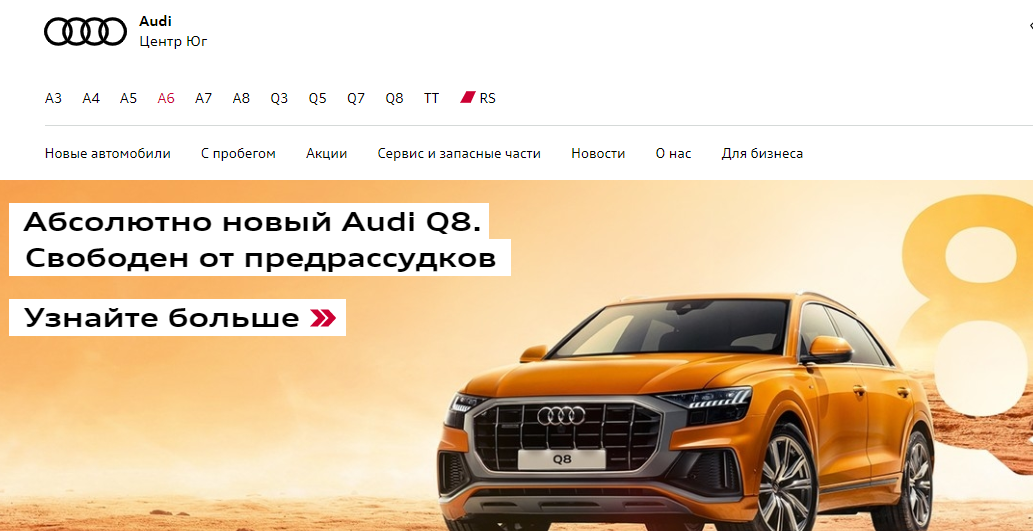 Audi
Центр Юг
A3 A4 A5 A6 A7 A8 Q3 Q5 Q7 Q8 TT RS
Новые автомобили С пробегом Акции Сервис и запасные части Новости О нас Для бизнеса
Абсолютно новый Audi Q8.
Свободен от предрассудков
Узнайте больше
8
Q8